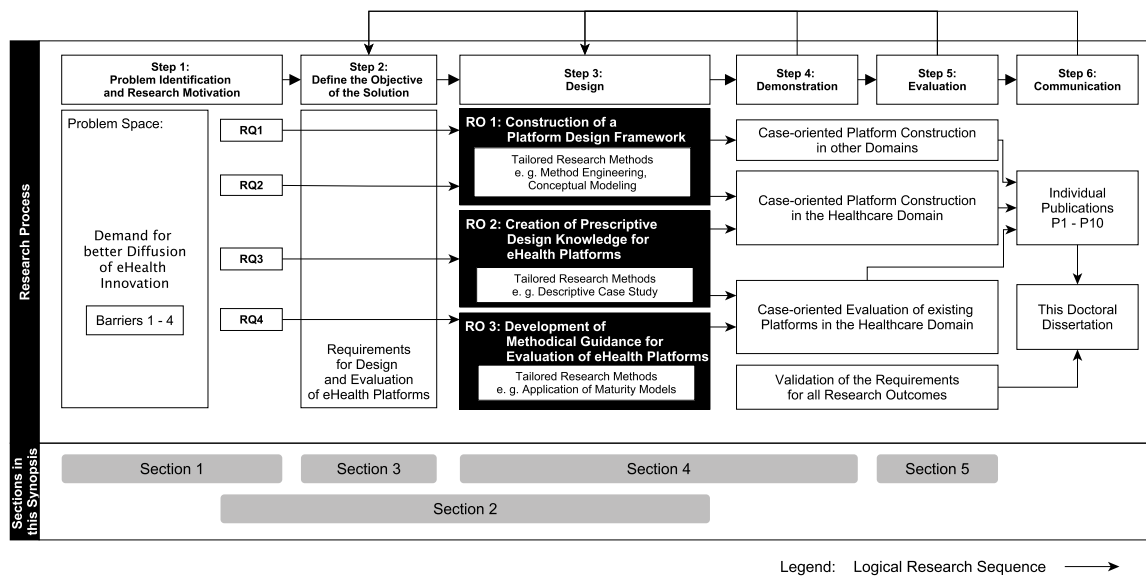 Step 1:
Problem Identification
and Research Motivation
Step 2:
Define the Objective
of the Solution
Step 3:
Design
Step 4:
Demonstration
Step 5:
Evaluation
Step 6:
Communication
Research Process
Problem Space:
Demand for
better Diffusion
of eHealth
Innovation
Barriers 1 - 4
RQ1
RQ2
RQ3
RQ4
Requirements
for Design
and Evaluation
of eHealth Platforms
RO 1: Construction of a
Platform Design Framework
Tailored Research Methods
e. g. Method Engineering,
Conceptual Modeling
RO 2: Creation of Prescriptive
Design Knowledge for
eHealth Platforms
Tailored Research Methods
e. g. Descriptive Case Study
RO 3: Development of
Methodical Guidance for
Evaluation of eHealth Platforms
Tailored Research Methods
e. g. Application of Maturity Models
Case-oriented Platform Construction
in other Domains
Case-oriented Platform Construction
in the Healthcare Domain
Case-oriented Evaluation of existing
Platforms in the Healthcare Domain
Validation of the Requirements
for all Research Outcomes
Individual
Publications
P1 - P10
This Doctoral
Dissertation
Sections in
this Synopsis
Section 1
Section 3
Section 4
Section 5
Section 2
Legend: Logical Research Sequence